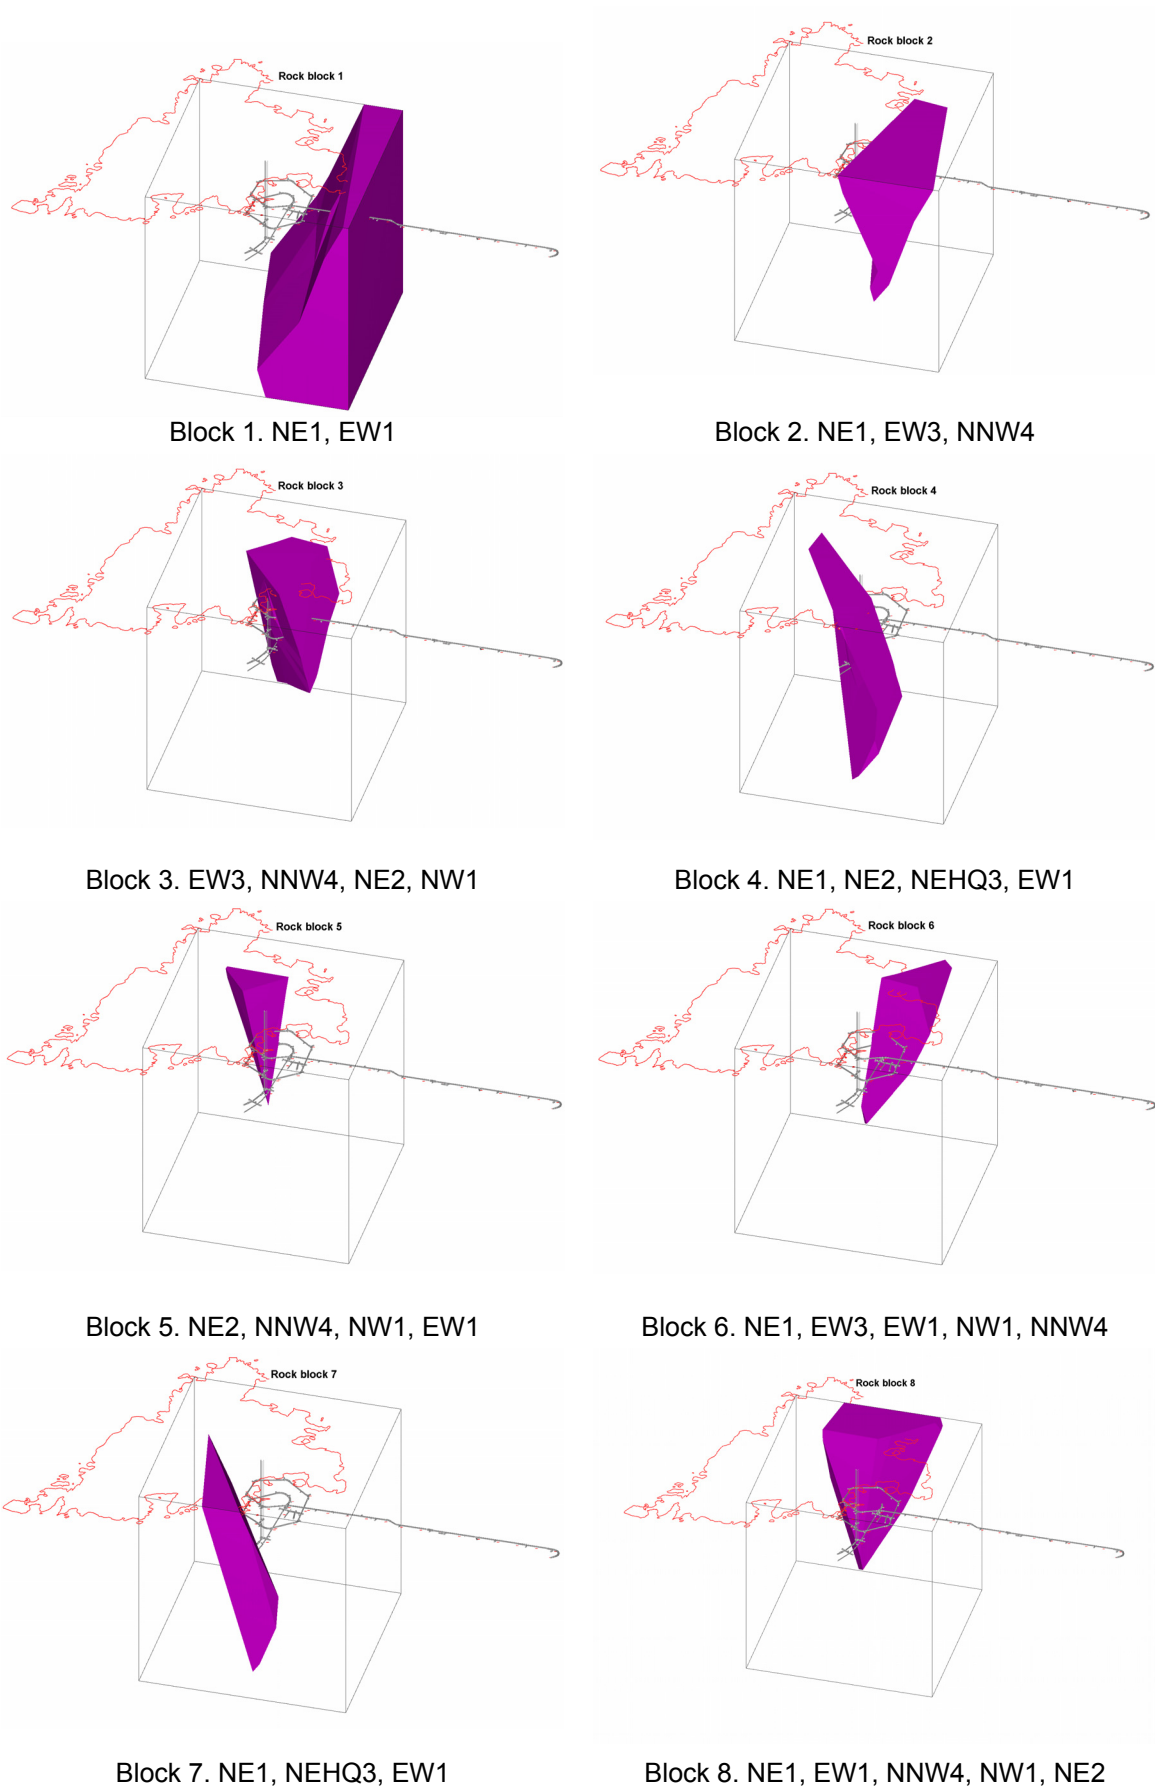 Rock block 1
Rock block 2
Block 1. NE1, EW1
Block 2. NE1, EW3, NNW4
Rock block 3
Rock block 4
Block 3. EW3, NNW4, NE2, NW1
Block 4. NE1, NE2, NEHQ3, EW1
Rock block 5
Rock block 6
Block 5. NE2, NNW4, NW1, EW1
Block 6. NE1, EW3, EW1, NW1, NNW4
Rock block 7
Rock block 8
Block 7. NE1, NEHQ3, EW1
Block 8. NE1, EW1, NNW4, NW1, NE2